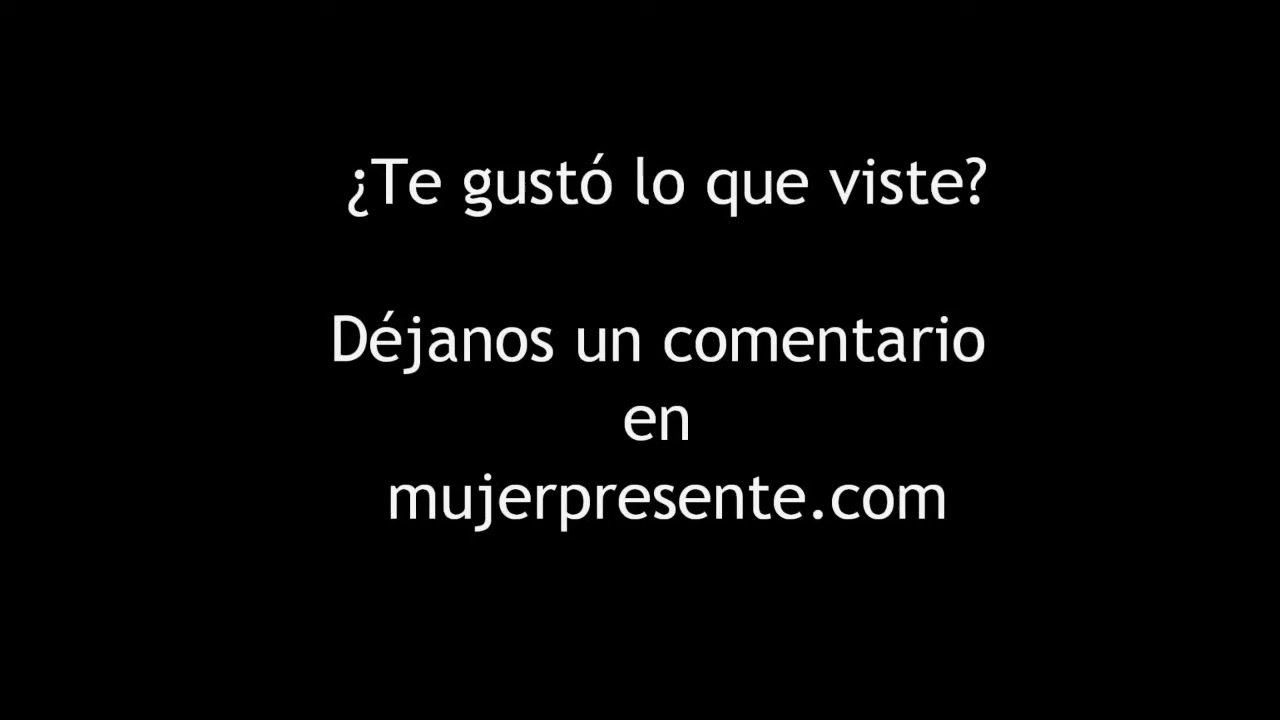 ¿Te gustó lo que viste?
Déjanos un comentario
en
mujerpresente.com